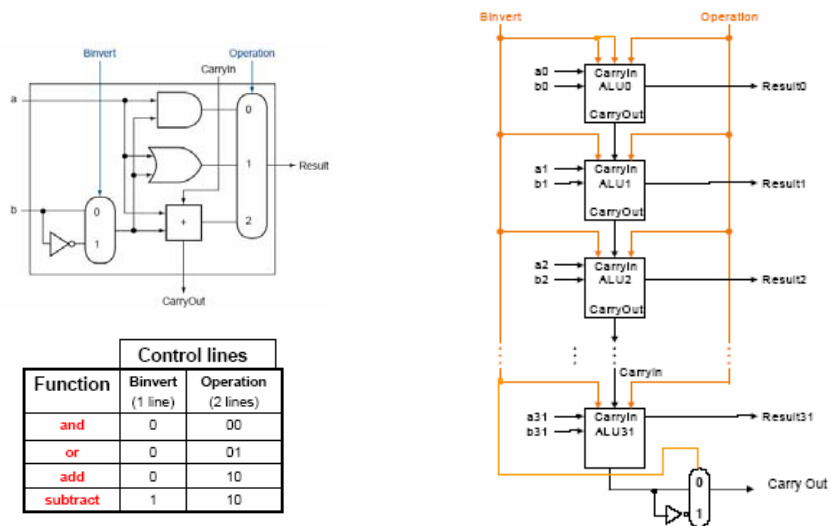 Binvert
Operation
CarryIn
a
0
1
Result
b
0
1
+
2
CarryOut
Control lines
Function
Binvert
(1 line)
Operation
(2 lines)
and 0 00
or 0 01
add 0 10
subtract 1 10
Binvert
Operation
a0
b0
CarryIn
ALU0
CarryOut
Result0
a1
b1
CarryIn
ALU1
CarryOut
Result1
a2
b2
CarryIn
ALU2
CarryOut
Result2
CarryIn
a31
b31
CarryIn
ALU31
Result31
0
1
Carry Out